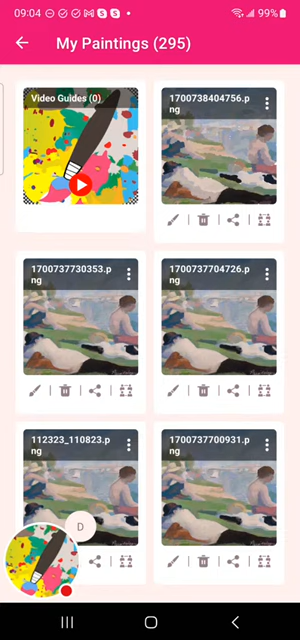 09:04
99%
My Paintings (295)
Video Guides (0)
1700738404756.p
ng
1700737730353.p
ng
1700737704726.p
ng
112323_110823.p
ng
1700737700931.p
ng
D